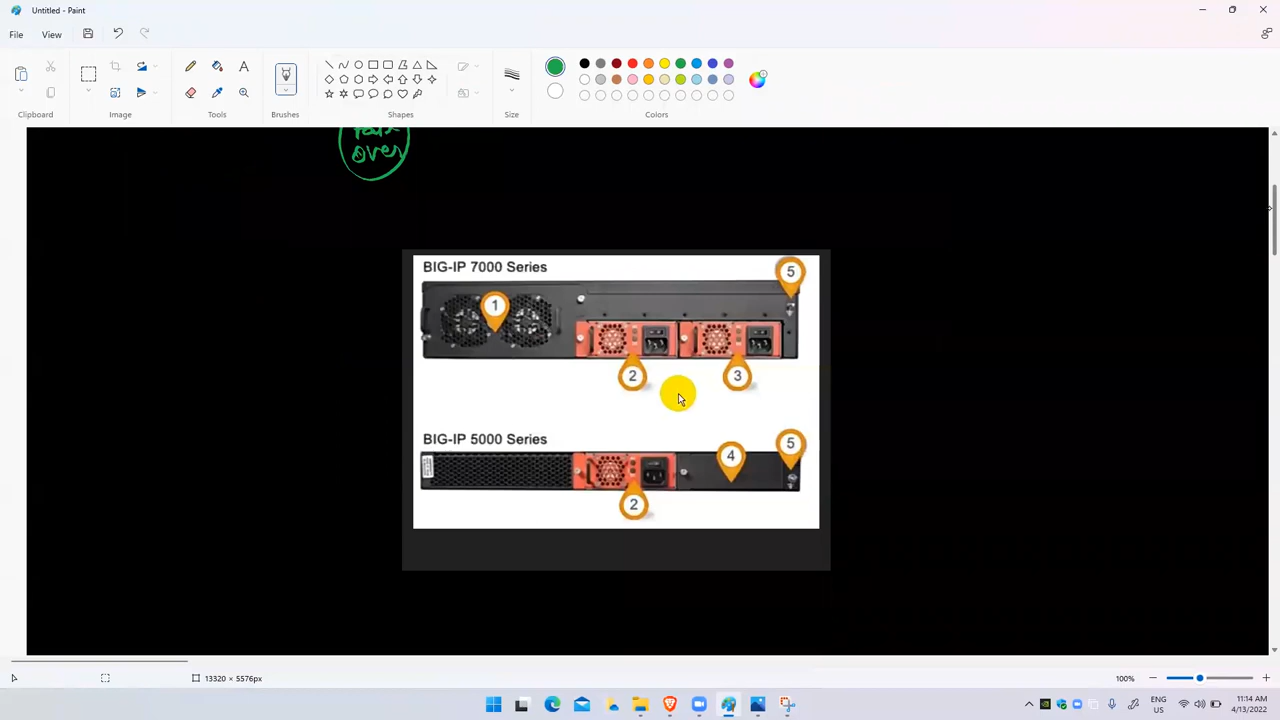 Untitled - Paint
File View
Clipboard Image Tools Brushes Shapes Size Colors
over
BIG-IP 7000 Series
5
1
2 3
BIG-IP 5000 Series
5
4
2
13320 × 5576px 100%
ENG 11:14 AM
US 4/13/2022